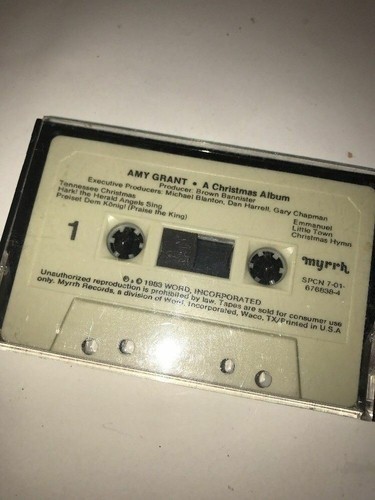 AMY GRANT • A Christmas Album
Producer: Brown Bannister
Executive Producers: Michael Blanton, Dan Harrell, Gary Chapman
Tennessee Christmas
Hark! the Herald Angels Sing
Preiset Dem König! (Praise the King)
Emmanuel
Little Town
Christmas Hymn
1
myrrh
SPCN 7-01-
676838-4
℗, © 1983 WORD, INCORPORATED
Unauthorized reproduction is prohibited by law. Tapes are sold for consumer use
only. Myrrh Records, a division of Word, Incorporated, Waco, TX/Printed in U.S.A